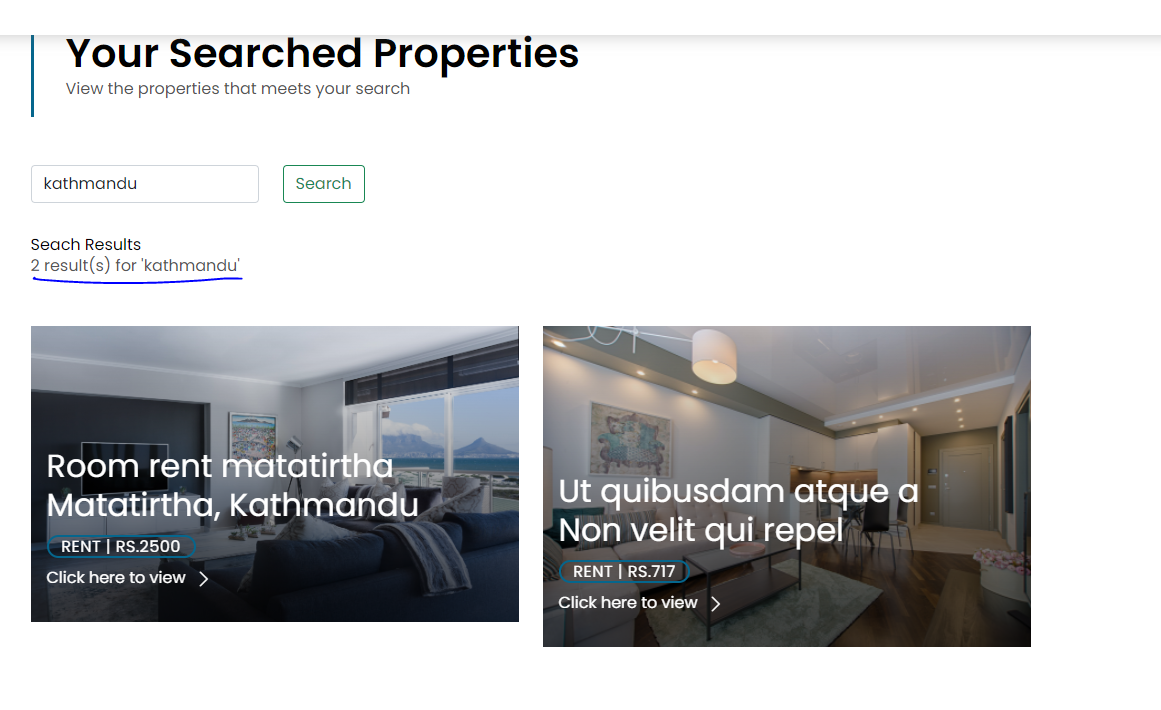 Your Searched Properties
View the properties that meets your search
kathmandu
Search
Seach Results
2 result(s) for 'kathmandu'
Room rent matatirtha
Matatirtha, Kathmandu
RENT | RS.2500
Click here to view
Ut quibusdam atque a
Non velit qui repel
RENT | RS.717
Click here to view